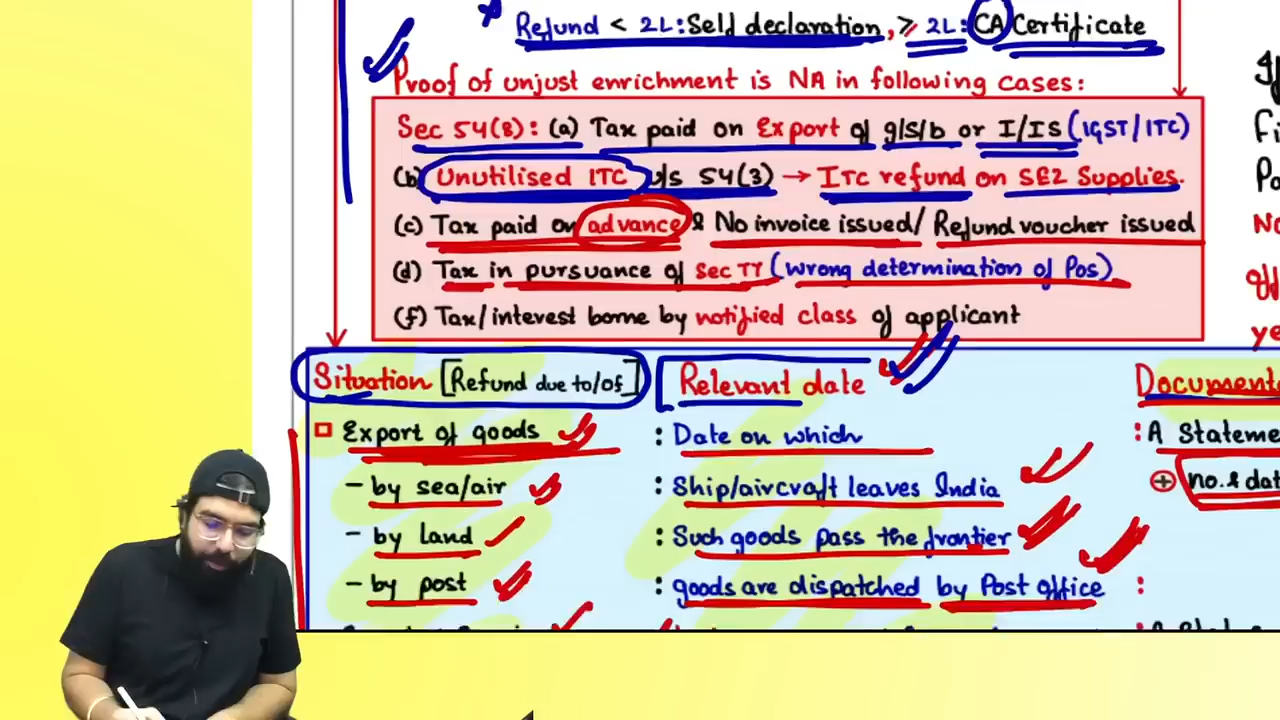 Refund < 2L: Self declaration, ≥ 2L: CA Certificate
Proof of unjust enrichment is NA in following cases:
Sec 54(8): (a) Tax paid on Export of g/s/b or I/IS (IGST/ITC)
(b) Unutilised ITC u/s 54(3) → ITC refund on SEZ Supplies.
(c) Tax paid on advance & No invoice issued/ Refund voucher issued
(d) Tax in pursuance of Sec 77 (wrong determination of Pos)
(f) Tax/interest borne by notified class of applicant
Situation [Refund due to/of] Relevant date Document
Export of goods : Date on which : A Stateme
- by sea/air : Ship/aircraft leaves India + no. & dat
- by land : Such goods pass the frontier
- by post : goods are dispatched by Post office :